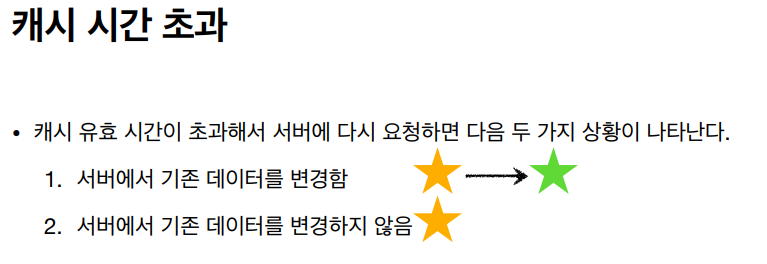 캐시 시간 초과
• 캐시 유효 시간이 초과해서 서버에 다시 요청하면 다음 두 가지 상황이 나타난다.
1. 서버에서 기존 데이터를 변경함
2. 서버에서 기존 데이터를 변경하지 않음